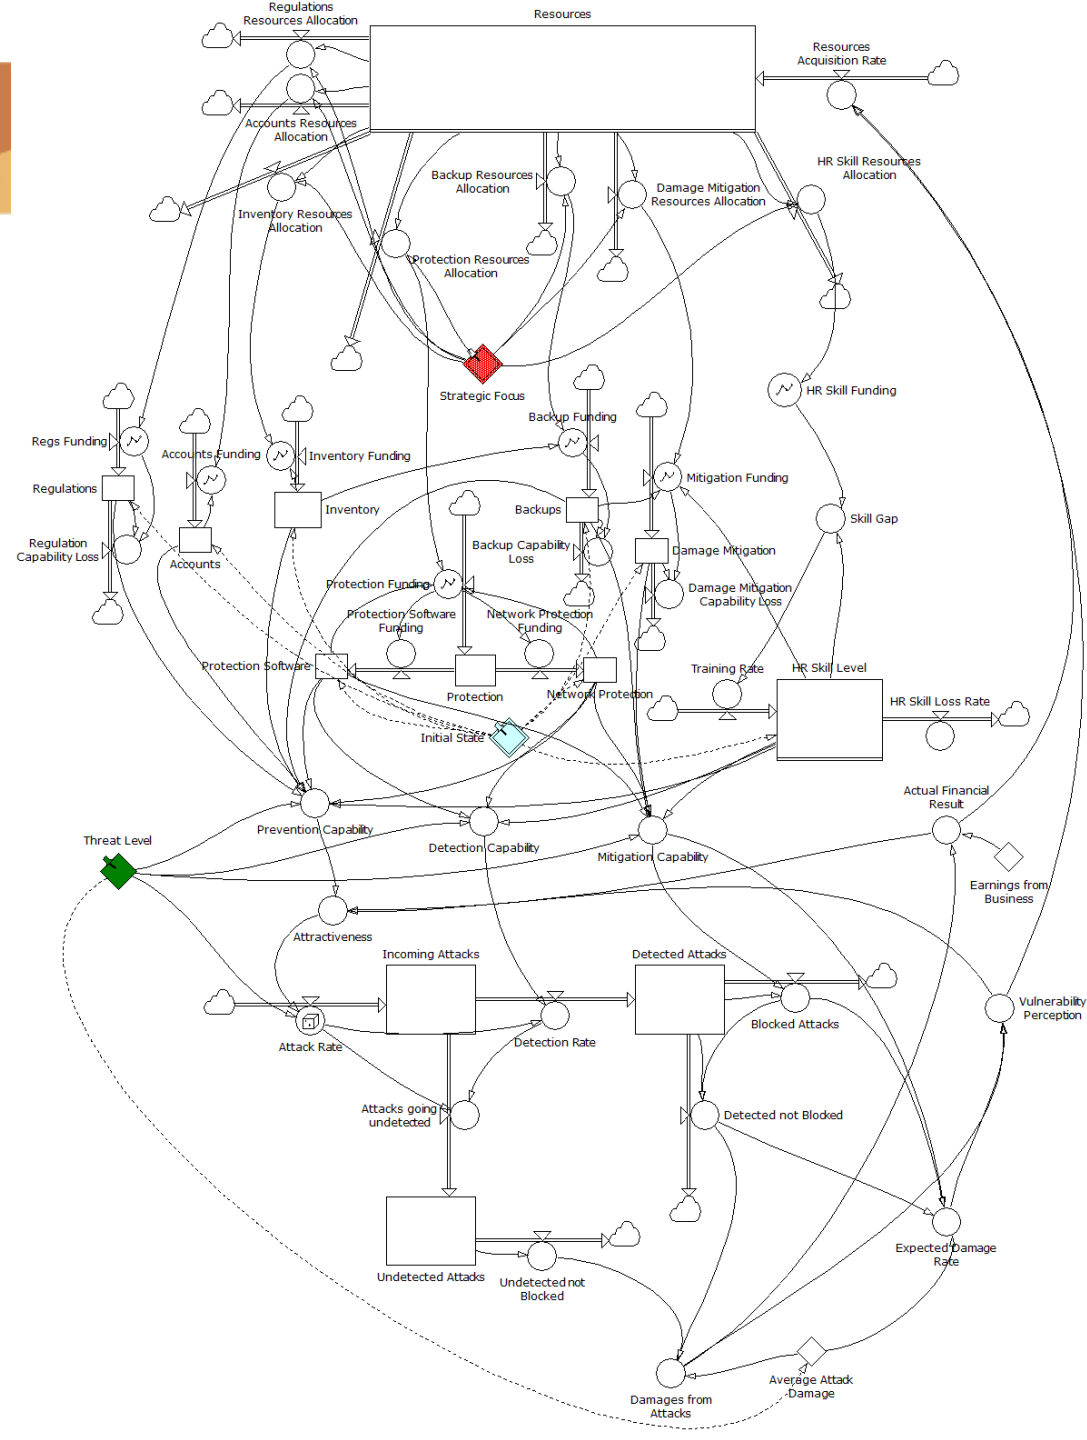 Regulations
Resources Allocation
Resources
Resources
Acquisition Rate
Accounts Resources
Allocation
Inventory Resources
Allocation
Backup Resources
Allocation
Damage Mitigation
Resources Allocation
HR Skill Resources
Allocation
Protection Resources
Allocation
Strategic Focus
HR Skill Funding
Regs Funding
Accounts Funding
Inventory Funding
Backup Funding
Mitigation Funding
Regulations
Inventory
Backups
Skill Gap
Regulation
Capability Loss
Accounts
Backup Capability
Loss
Damage Mitigation
Protection Funding
Damage Mitigation
Capability Loss
Protection Software
Funding
Network Protection
Funding
Protection Software
Protection
Network Protection
Training Rate
HR Skill Level
HR Skill Loss Rate
Initial State
Prevention Capability
Detection Capability
Mitigation Capability
Actual Financial
Result
Threat Level
Earnings from
Business
Attractiveness
Incoming Attacks
Detected Attacks
Attack Rate
Detection Rate
Blocked Attacks
Vulnerability
Perception
Attacks going
undetected
Detected not Blocked
Undetected Attacks
Undetected not
Blocked
Expected Damage
Rate
Average Attack
Damage
Damages from
Attacks